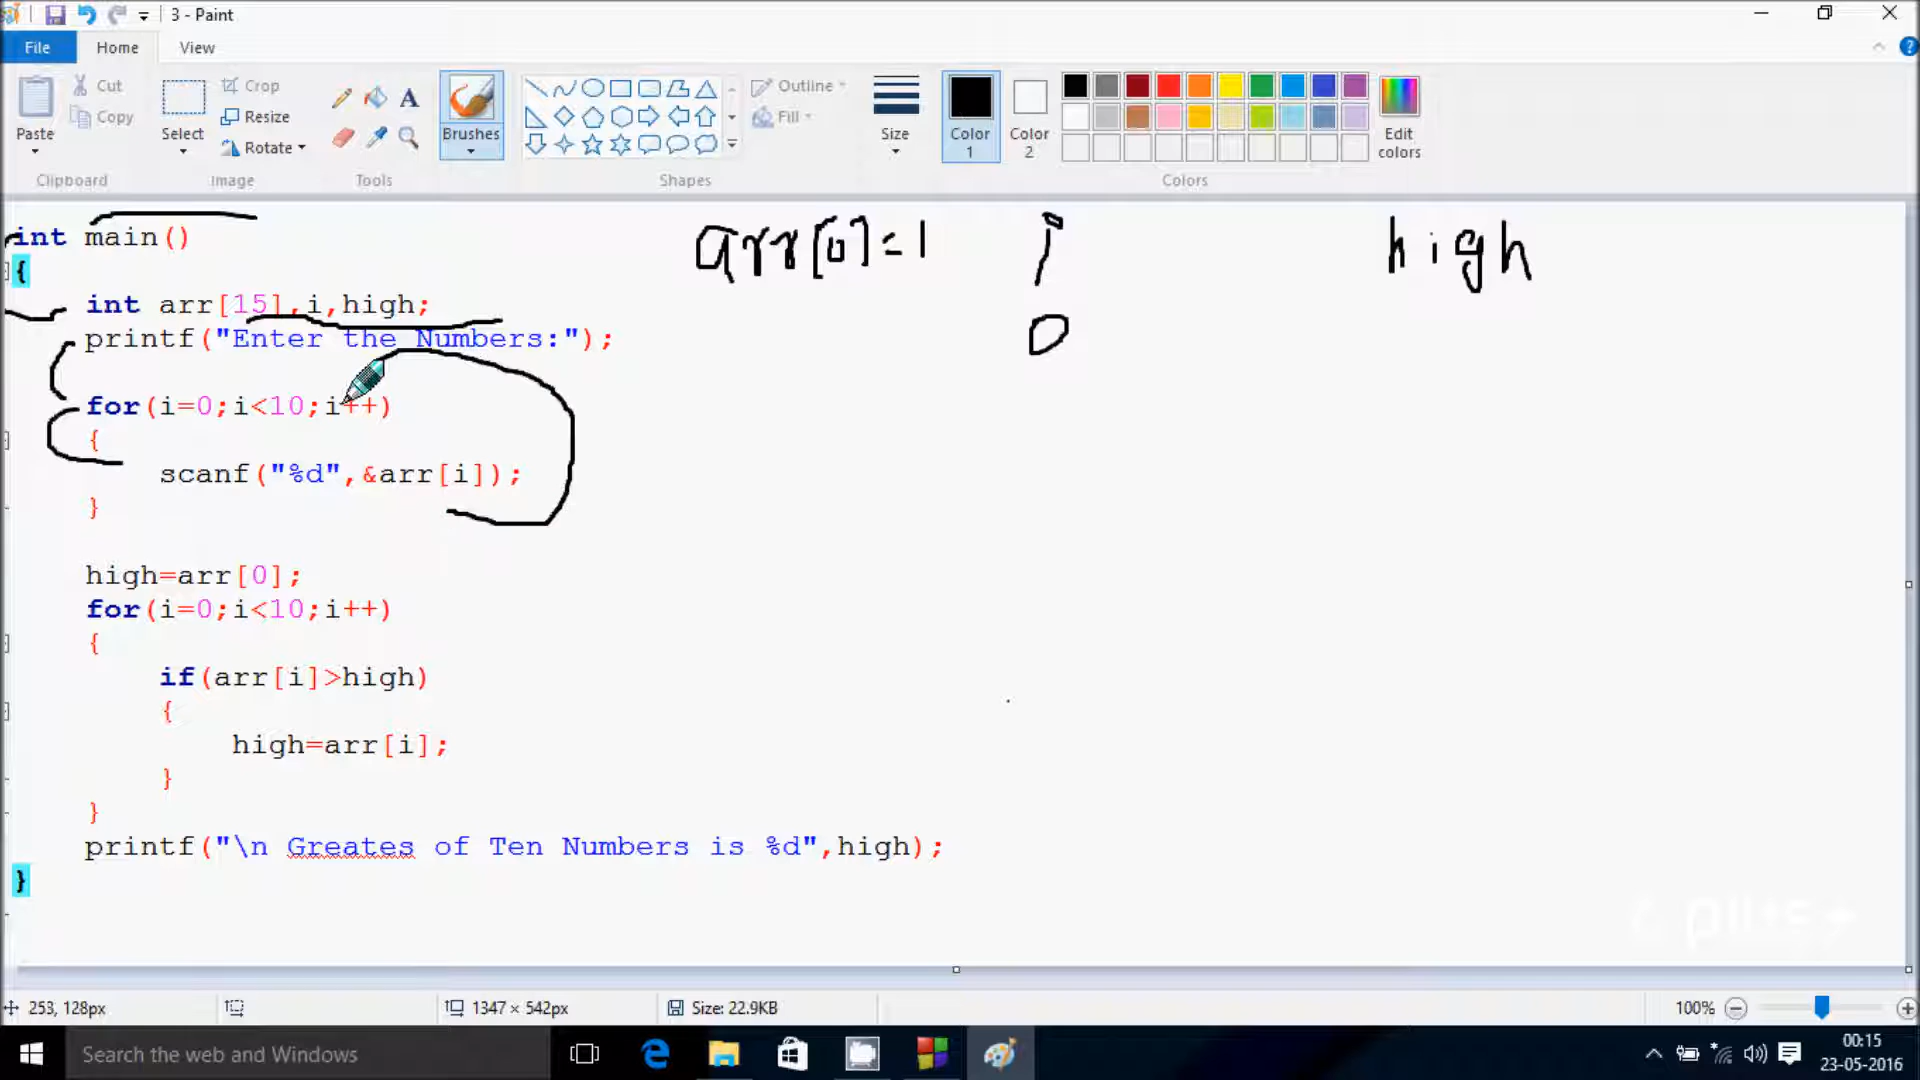 3 - Paint
File Home View
Paste
Cut
Copy
Clipboard
Select
Crop
Resize
Rotate
Image
Tools
Brushes
Outline
Fill
Shapes
Size
Color 1
Color 2
Edit colors
Colors
int main()
{
int arr[15],i,high;
printf("Enter the Numbers:");
for(i=0;i<10;i++)
{
scanf("%d",&arr[i]);
}
high=arr[0];
for(i=0;i<10;i++)
{
if(arr[i]>high)
{
high=arr[i];
}
}
printf("\n Greates of Ten Numbers is %d",high);
}
arr[0]=1 i high
0
253, 128px
1347 × 542px
Size: 22.9KB
100%
Search the web and Windows
00:15
23-05-2016